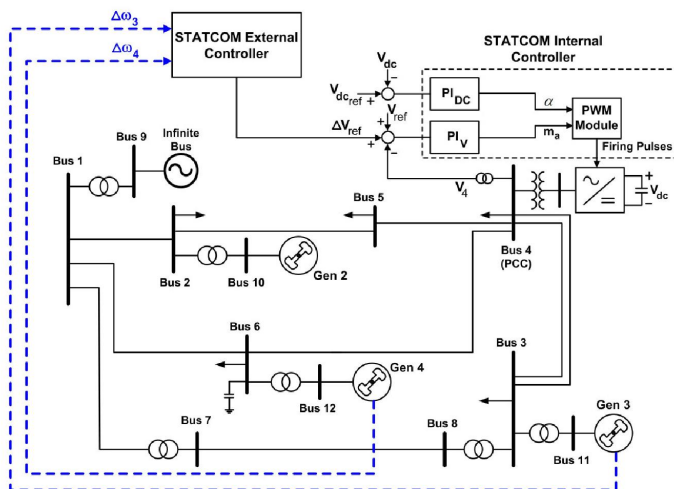 Δω3
Δω4
STATCOM External
Controller
STATCOM Internal
Controller
Vdc
−
Vdcref
+
PIDC
α
PWM
Module
Vref
+
ΔVref
+
−
PIV
ma
Firing Pulses
V4
+
Vdc
−
Bus 1
Bus 9
Infinite
Bus
Bus 2
Bus 10
Gen 2
Bus 5
Bus 4
(PCC)
Bus 6
Bus 12
Gen 4
Bus 3
Bus 7
Bus 8
Bus 11
Gen 3